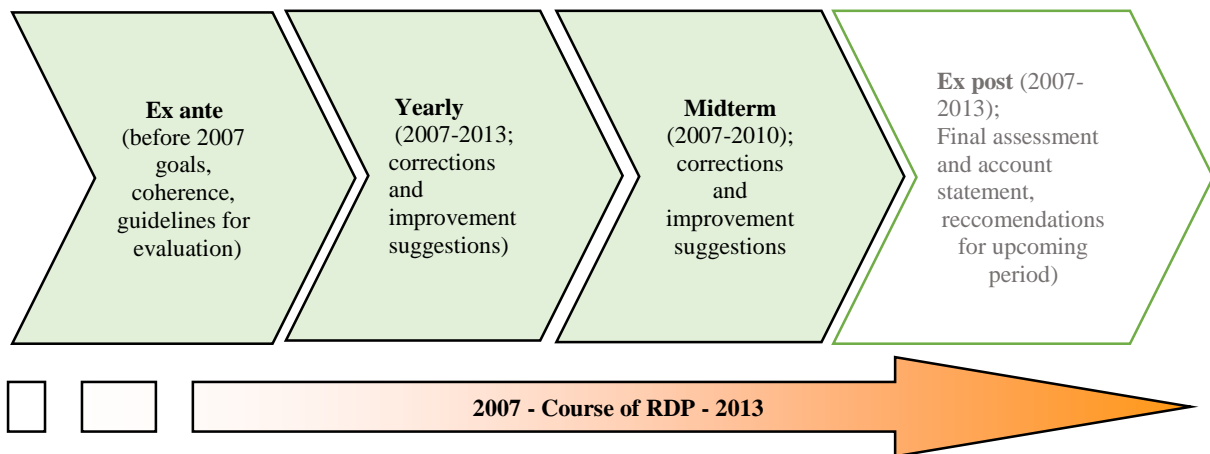 Ex ante
(before 2007
goals,
coherence,
guidelines for
evaluation)
Yearly
(2007-2013;
corrections
and
improvement
suggestions)
Midterm
(2007-2010);
corrections
and
improvement
suggestions
Ex post (2007-
2013);
Final assessment
and account
statement,
reccomendations
for upcoming
period)
2007 - Course of RDP - 2013